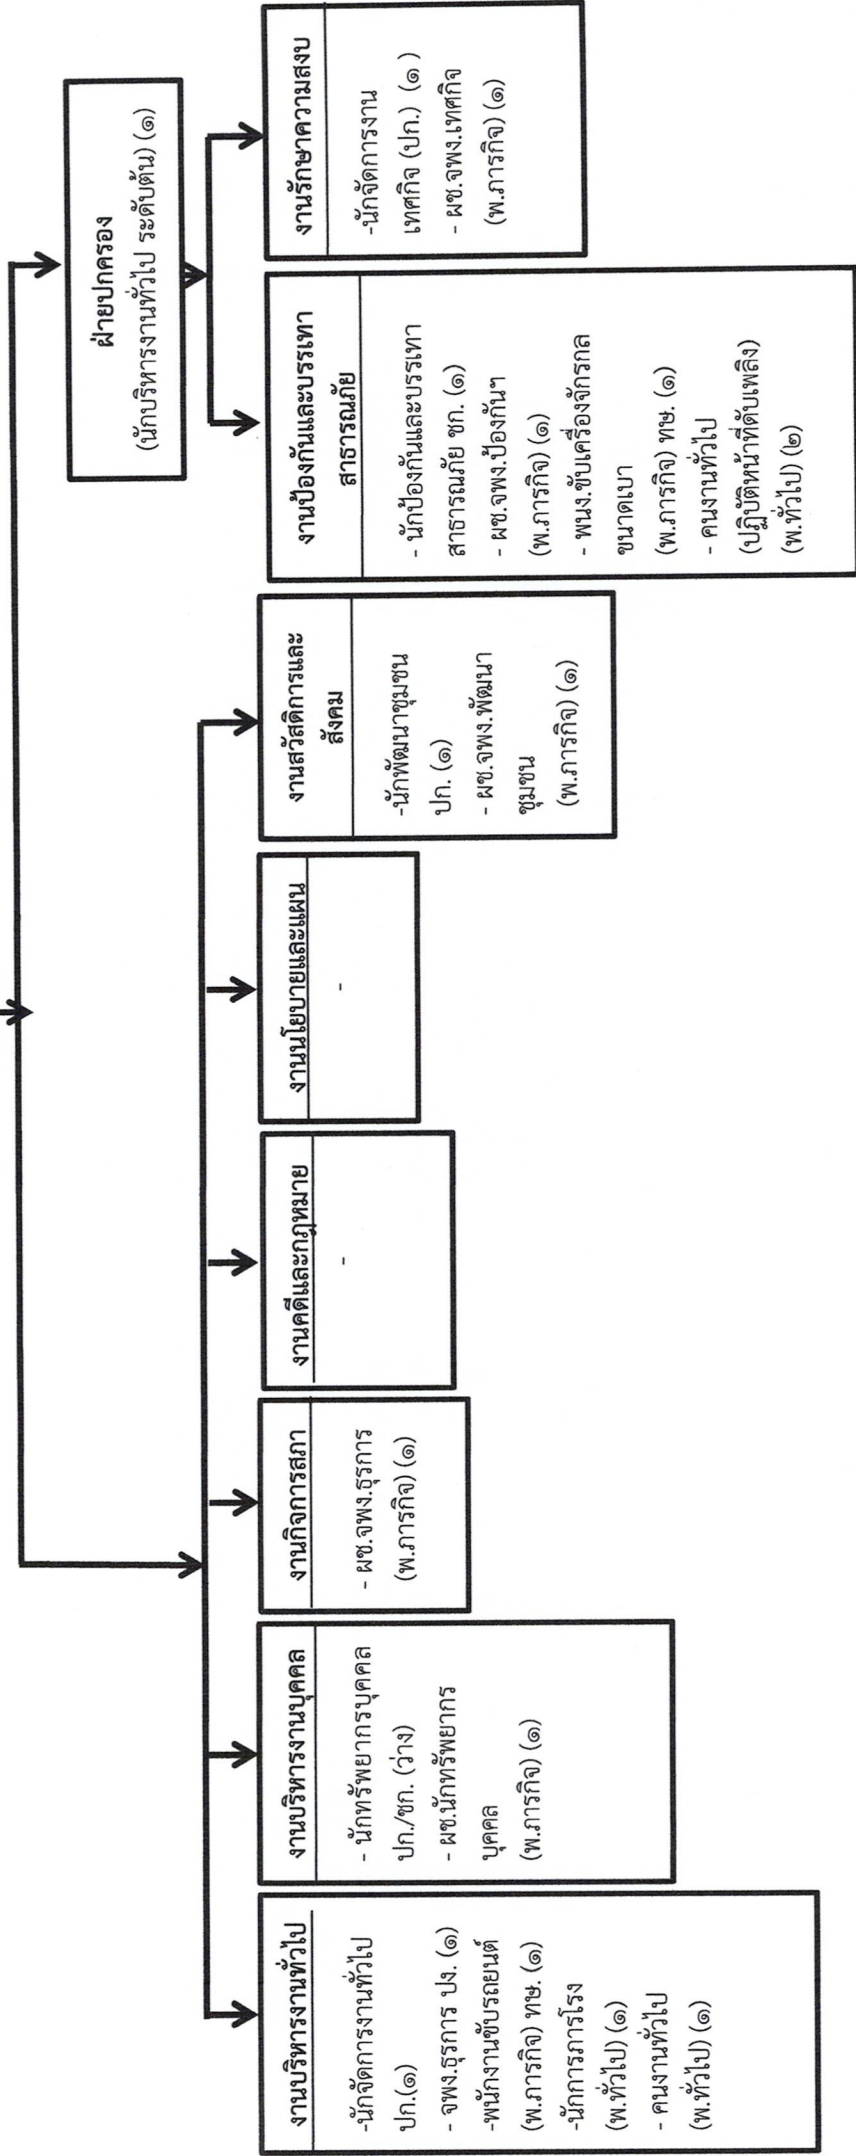 ฝ่ายปกครอง
(นักบริหารงานทั่วไป ระดับต้น) (๑)
งานบริหารงานทั่วไป
-นักจัดการงานทั่วไป
ปก.(๑)
- จพง.ธุรการ ปง. (๑)
-พนักงานขับรถยนต์
(พ.ภารกิจ) ทษ. (๑)
-นักการภารโรง
(พ.ทั่วไป) (๑)
- คนงานทั่วไป
(พ.ทั่วไป) (๑)
งานบริหารงานบุคคล
- นักทรัพยากรบุคคล
ปก./ชก. (ว่าง)
- ผช.นักทรัพยากร
บุคคล
(พ.ภารกิจ) (๑)
งานกิจการสภา
- ผช.จพง.ธุรการ
(พ.ภารกิจ) (๑)
งานคดีและกฎหมาย
-
งานนโยบายและแผน
-
งานสวัสดิการและ
สังคม
-นักพัฒนาชุมชน
ปก. (๑)
- ผช.จพง.พัฒนา
ชุมชน
(พ.ภารกิจ) (๑)
งานป้องกันและบรรเทา
สาธารณภัย
- นักป้องกันและบรรเทา
สาธารณภัย ชก. (๑)
- ผช.จพง.ป้องกันฯ
(พ.ภารกิจ) (๑)
- พนง.ขับเครื่องจักรกล
ขนาดเบา
(พ.ภารกิจ) ทษ. (๑)
- คนงานทั่วไป
(ปฏิบัติหน้าที่ดับเพลิง)
(พ.ทั่วไป) (๒)
งานรักษาความสงบ
-นักจัดการงาน
เทศกิจ (ปก.) (๑ )
- ผช.จพง.เทศกิจ
(พ.ภารกิจ) (๑)